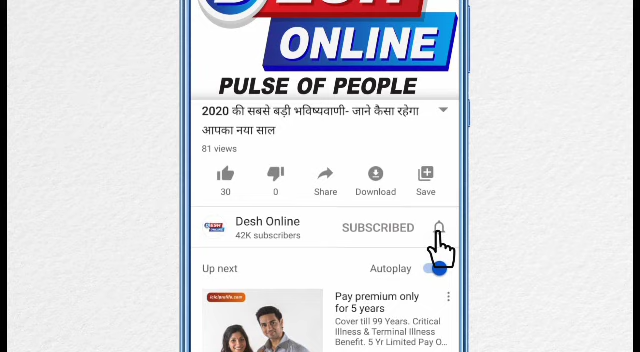 DESH
ONLINE
PULSE OF PEOPLE
2020 की सबसे बड़ी भविष्यवाणी- जाने कैसा रहेगा
आपका नया साल
81 views
30
0
Share
Download
Save
Desh Online
SUBSCRIBED
42K subscribers
Up next
Autoplay
Pay premium only
for 5 years
Cover till 99 Years. Critical
Illness & Terminal Illness
Benefit. 5 Yr Limited Pay O...